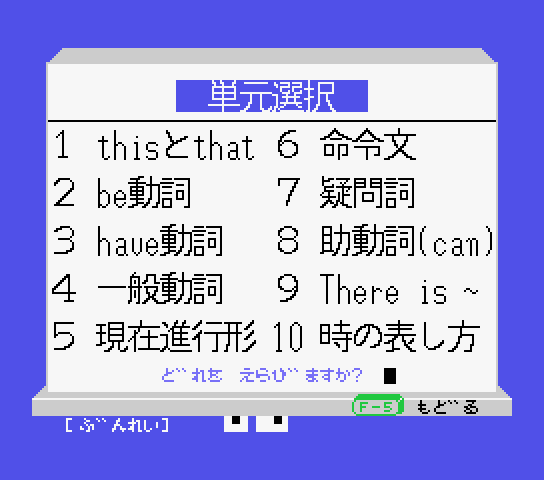 単元選択
1 thisとthat 6 命令文
2 be動詞 7 疑問詞
3 have動詞 8 助動詞(can)
4 一般動詞 9 There is ~
5 現在進行形 10 時の表し方
どれを えらびますか?
F-5 もどる
[ぶんれい]